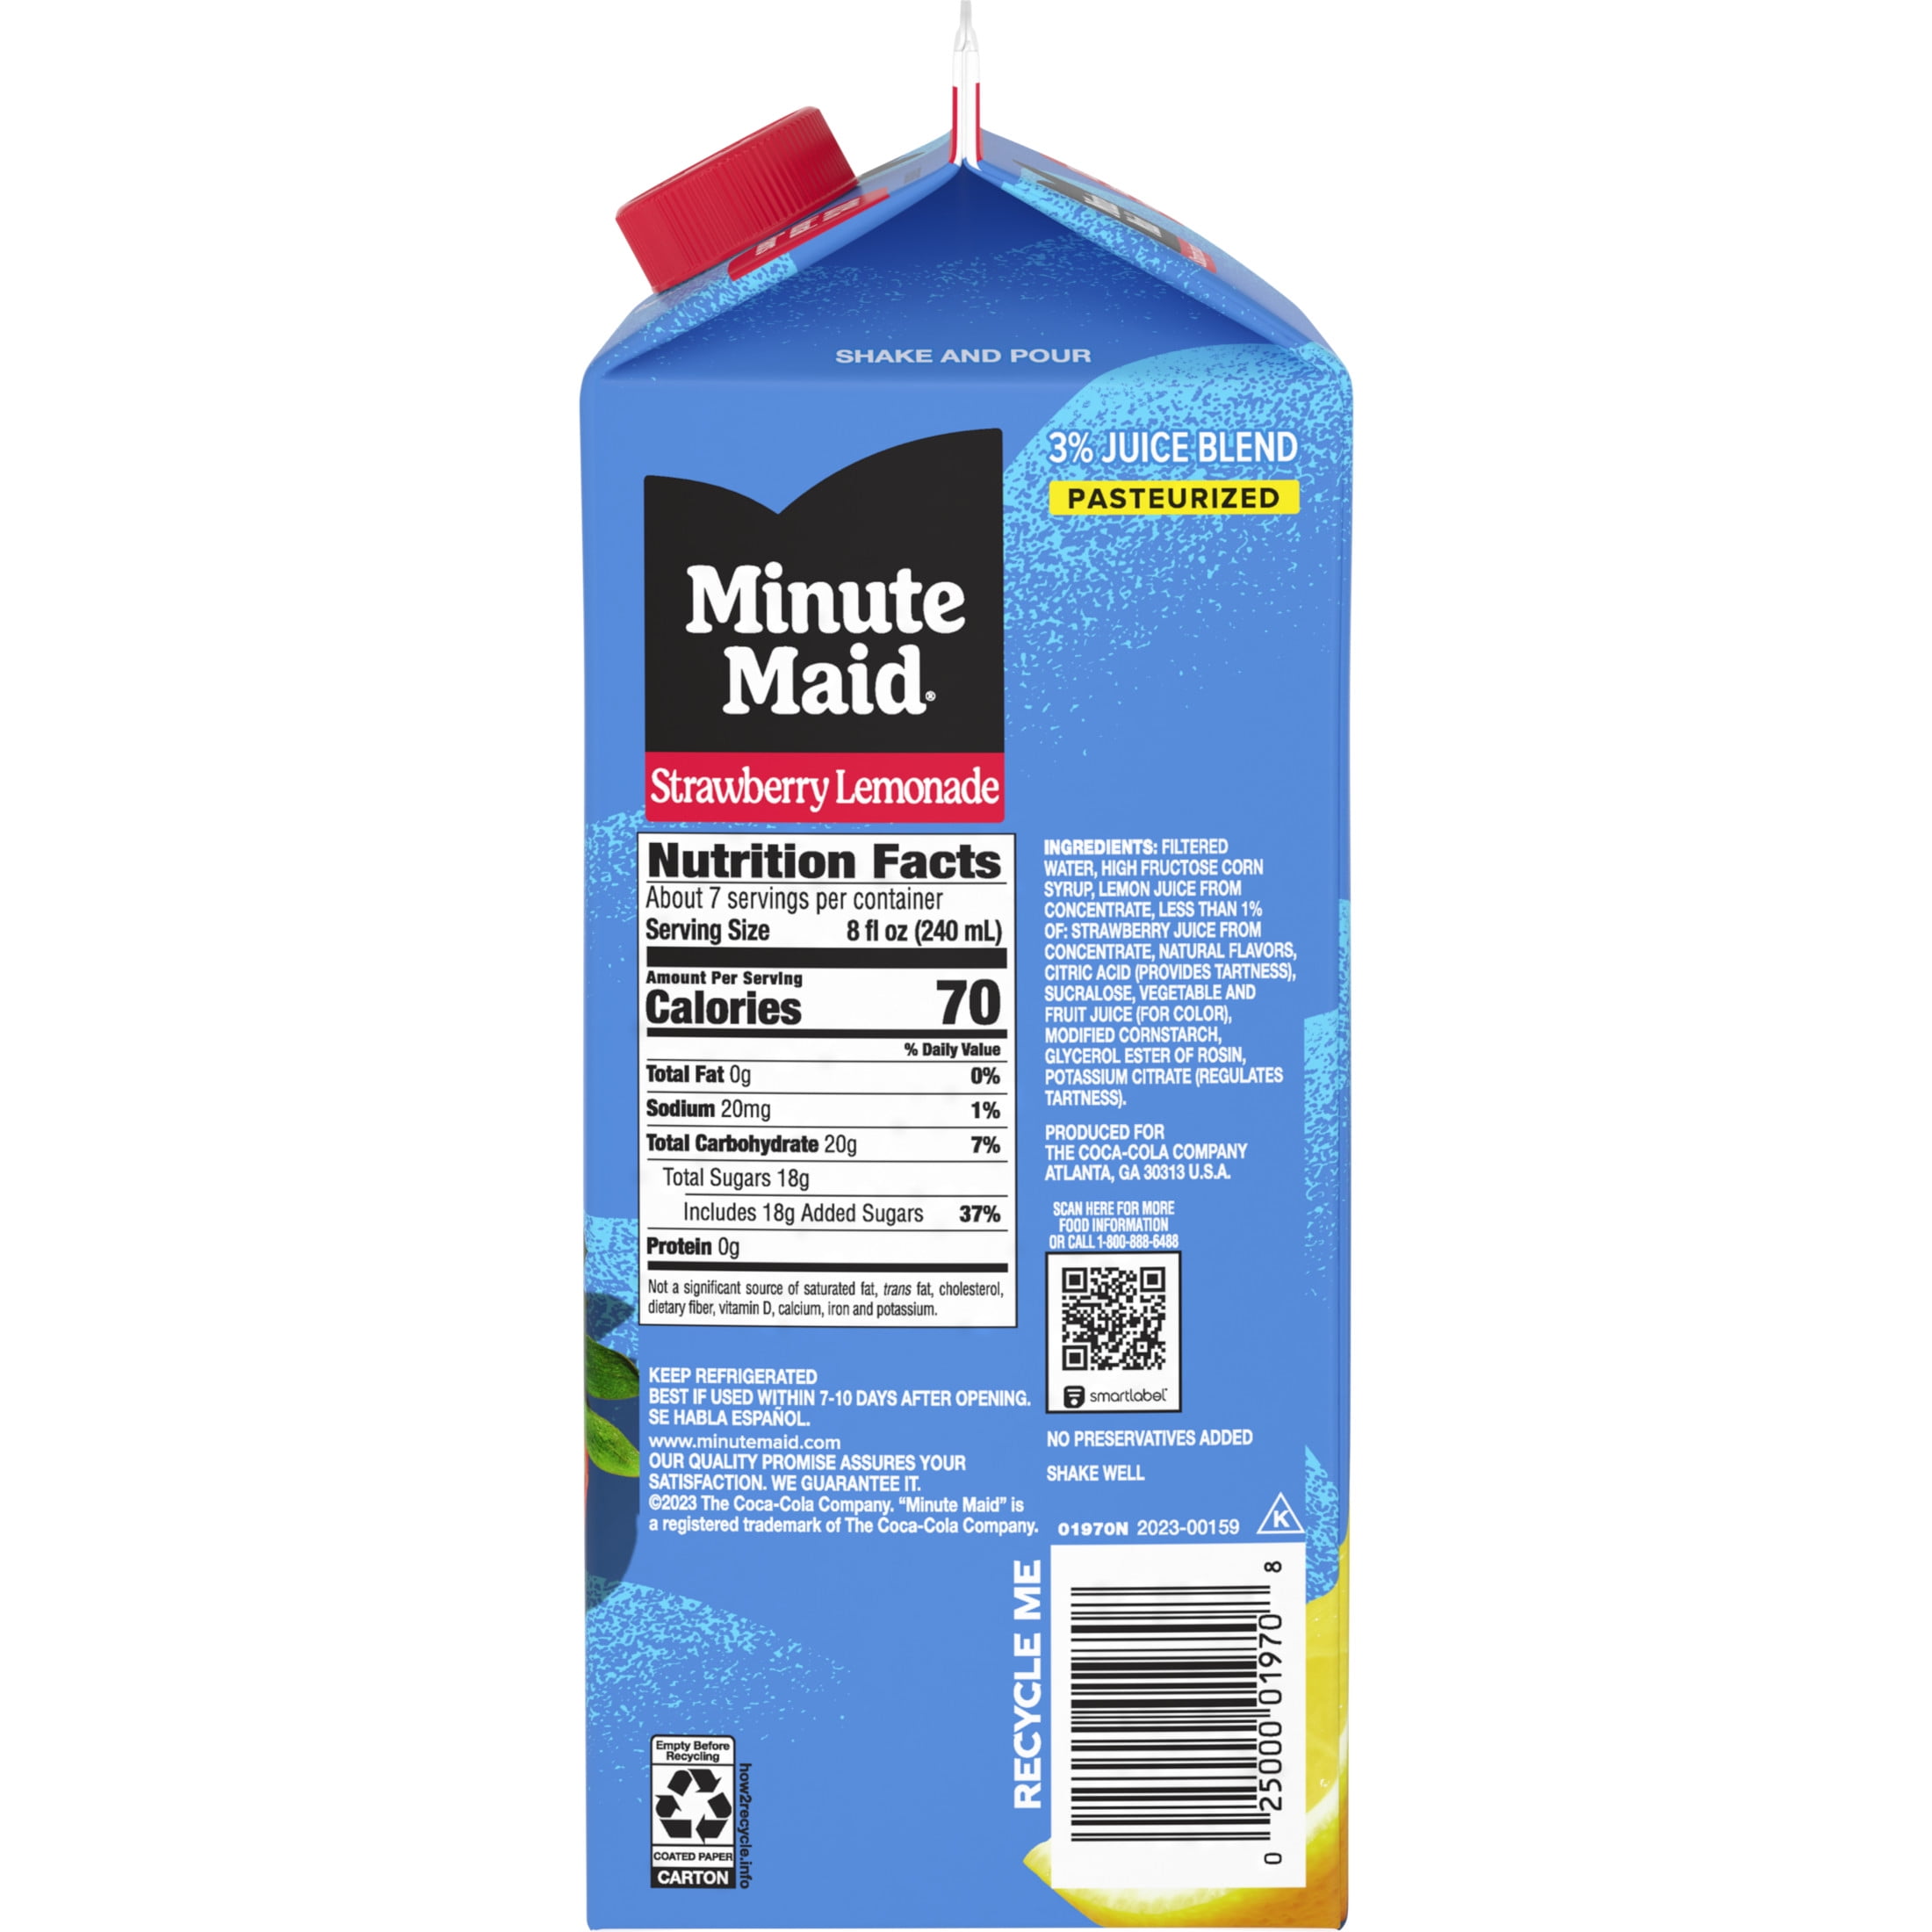 SHAKE AND POUR
3% JUICE BLEND
PASTEURIZED
Minute
Maid®
Strawberry Lemonade
Nutrition Facts
About 7 servings per container
Serving Size 8 fl oz (240 mL)
Amount Per Serving
Calories 70
% Daily Value
Total Fat 0g 0%
Sodium 20mg 1%
Total Carbohydrate 20g 7%
Total Sugars 18g
Includes 18g Added Sugars 37%
Protein 0g
Not a significant source of saturated fat, trans fat, cholesterol,
dietary fiber, vitamin D, calcium, iron and potassium.
KEEP REFRIGERATED
BEST IF USED WITHIN 7-10 DAYS AFTER OPENING.
SE HABLA ESPAÑOL.
www.minutemaid.com
OUR QUALITY PROMISE ASSURES YOUR
SATISFACTION. WE GUARANTEE IT.
©2023 The Coca-Cola Company. “Minute Maid” is
a registered trademark of The Coca-Cola Company.
INGREDIENTS: FILTERED
WATER, HIGH FRUCTOSE CORN
SYRUP, LEMON JUICE FROM
CONCENTRATE, LESS THAN 1%
OF: STRAWBERRY JUICE FROM
CONCENTRATE, NATURAL FLAVORS,
CITRIC ACID (PROVIDES TARTNESS),
SUCRALOSE, VEGETABLE AND
FRUIT JUICE (FOR COLOR),
MODIFIED CORNSTARCH,
GLYCEROL ESTER OF ROSIN,
POTASSIUM CITRATE (REGULATES
TARTNESS).
PRODUCED FOR
THE COCA-COLA COMPANY
ATLANTA, GA 30313 U.S.A.
SCAN HERE FOR MORE
FOOD INFORMATION
OR CALL 1-800-888-6488
smartlabel
NO PRESERVATIVES ADDED
SHAKE WELL
01970N 2023-00159
K
RECYCLE ME
0 25000 01970 8
Empty Before
Recycling
COATED PAPER
CARTON
how2recycle.info